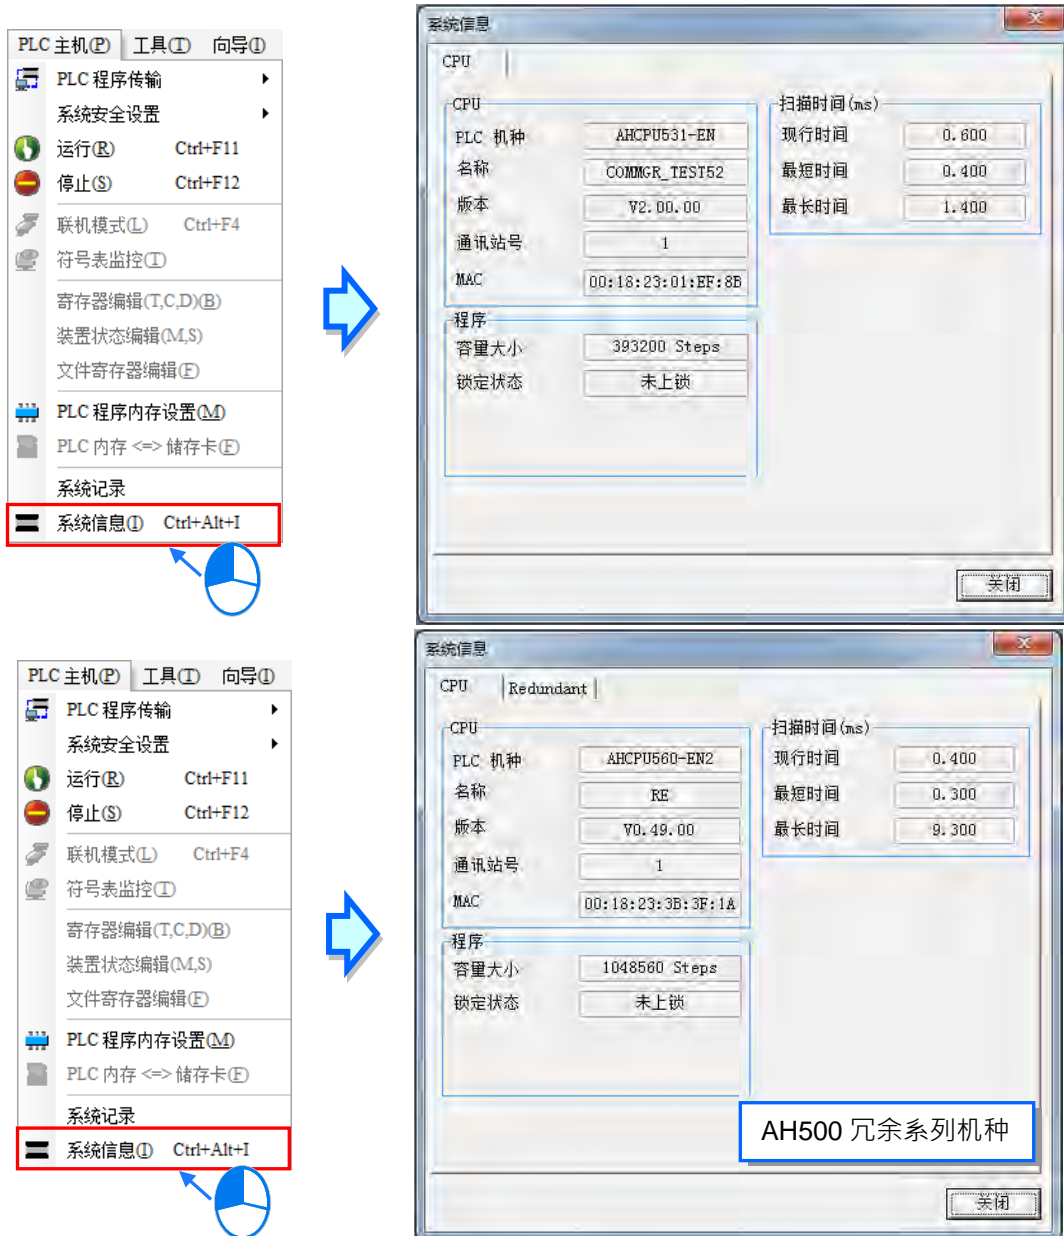 PLC 主机(P) 工具(T) 向导(I)
PLC 程序传输
系统安全设置
运行(R) Ctrl+F11
停止(S) Ctrl+F12
联机模式(L) Ctrl+F4
符号表监控(T)
寄存器编辑(T,C,D)(B)
装置状态编辑(M,S)
文件寄存器编辑(F)
PLC 程序内存设置(M)
PLC 内存 <=> 储存卡(F)
系统记录
系统信息(I) Ctrl+Alt+I
系统信息
CPU
CPU
PLC 机种 AHCPU531-EN
名称 COMMGR_TEST52
版本 V2.00.00
通讯站号 1
MAC 00:18:23:01:EF:8B
程序
容量大小 393200 Steps
锁定状态 未上锁
扫描时间(ms)
现行时间 0.600
最短时间 0.400
最长时间 1.400
关闭
PLC 主机(P) 工具(T) 向导(I)
PLC 程序传输
系统安全设置
运行(R) Ctrl+F11
停止(S) Ctrl+F12
联机模式(L) Ctrl+F4
符号表监控(T)
寄存器编辑(T,C,D)(B)
装置状态编辑(M,S)
文件寄存器编辑(F)
PLC 程序内存设置(M)
PLC 内存 <=> 储存卡(F)
系统记录
系统信息(I) Ctrl+Alt+I
系统信息
CPU Redundant
CPU
PLC 机种 AHCPU560-EN2
名称 RE
版本 V0.49.00
通讯站号 1
MAC 00:18:23:3B:3F:1A
程序
容量大小 1048560 Steps
锁定状态 未上锁
扫描时间(ms)
现行时间 0.400
最短时间 0.300
最长时间 9.300
AH500 冗余系列机种
关闭